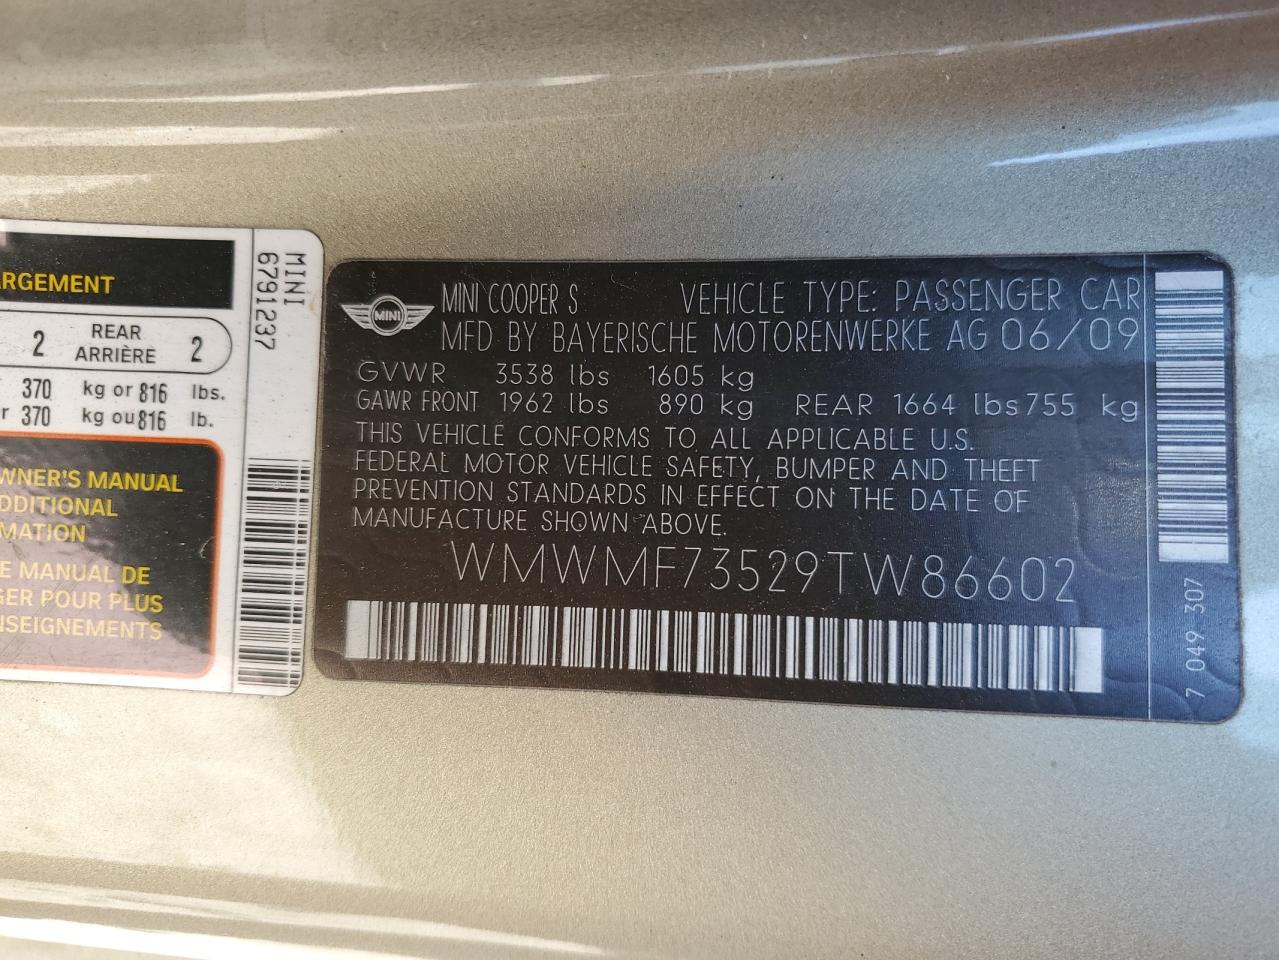 ARGEMENT
2 REAR ARRIÈRE 2
370 kg or 816 lbs.
r 370 kg ou 816 lb.
WNER'S MANUAL
DDITIONAL
MATION
E MANUAL DE
GER POUR PLUS
NSEIGNEMENTS
MINI
6791237
MINI
MINI COOPER S VEHICLE TYPE: PASSENGER CAR
MFD BY BAYERISCHE MOTORENWERKE AG 06/09
GVWR 3538 lbs 1605 kg
GAWR FRONT 1962 lbs 890 kg REAR 1664 lbs 755 kg
THIS VEHICLE CONFORMS TO ALL APPLICABLE U.S.
FEDERAL MOTOR VEHICLE SAFETY, BUMPER AND THEFT
PREVENTION STANDARDS IN EFFECT ON THE DATE OF
MANUFACTURE SHOWN ABOVE.
WMWMF73529TW86602
7 049 307